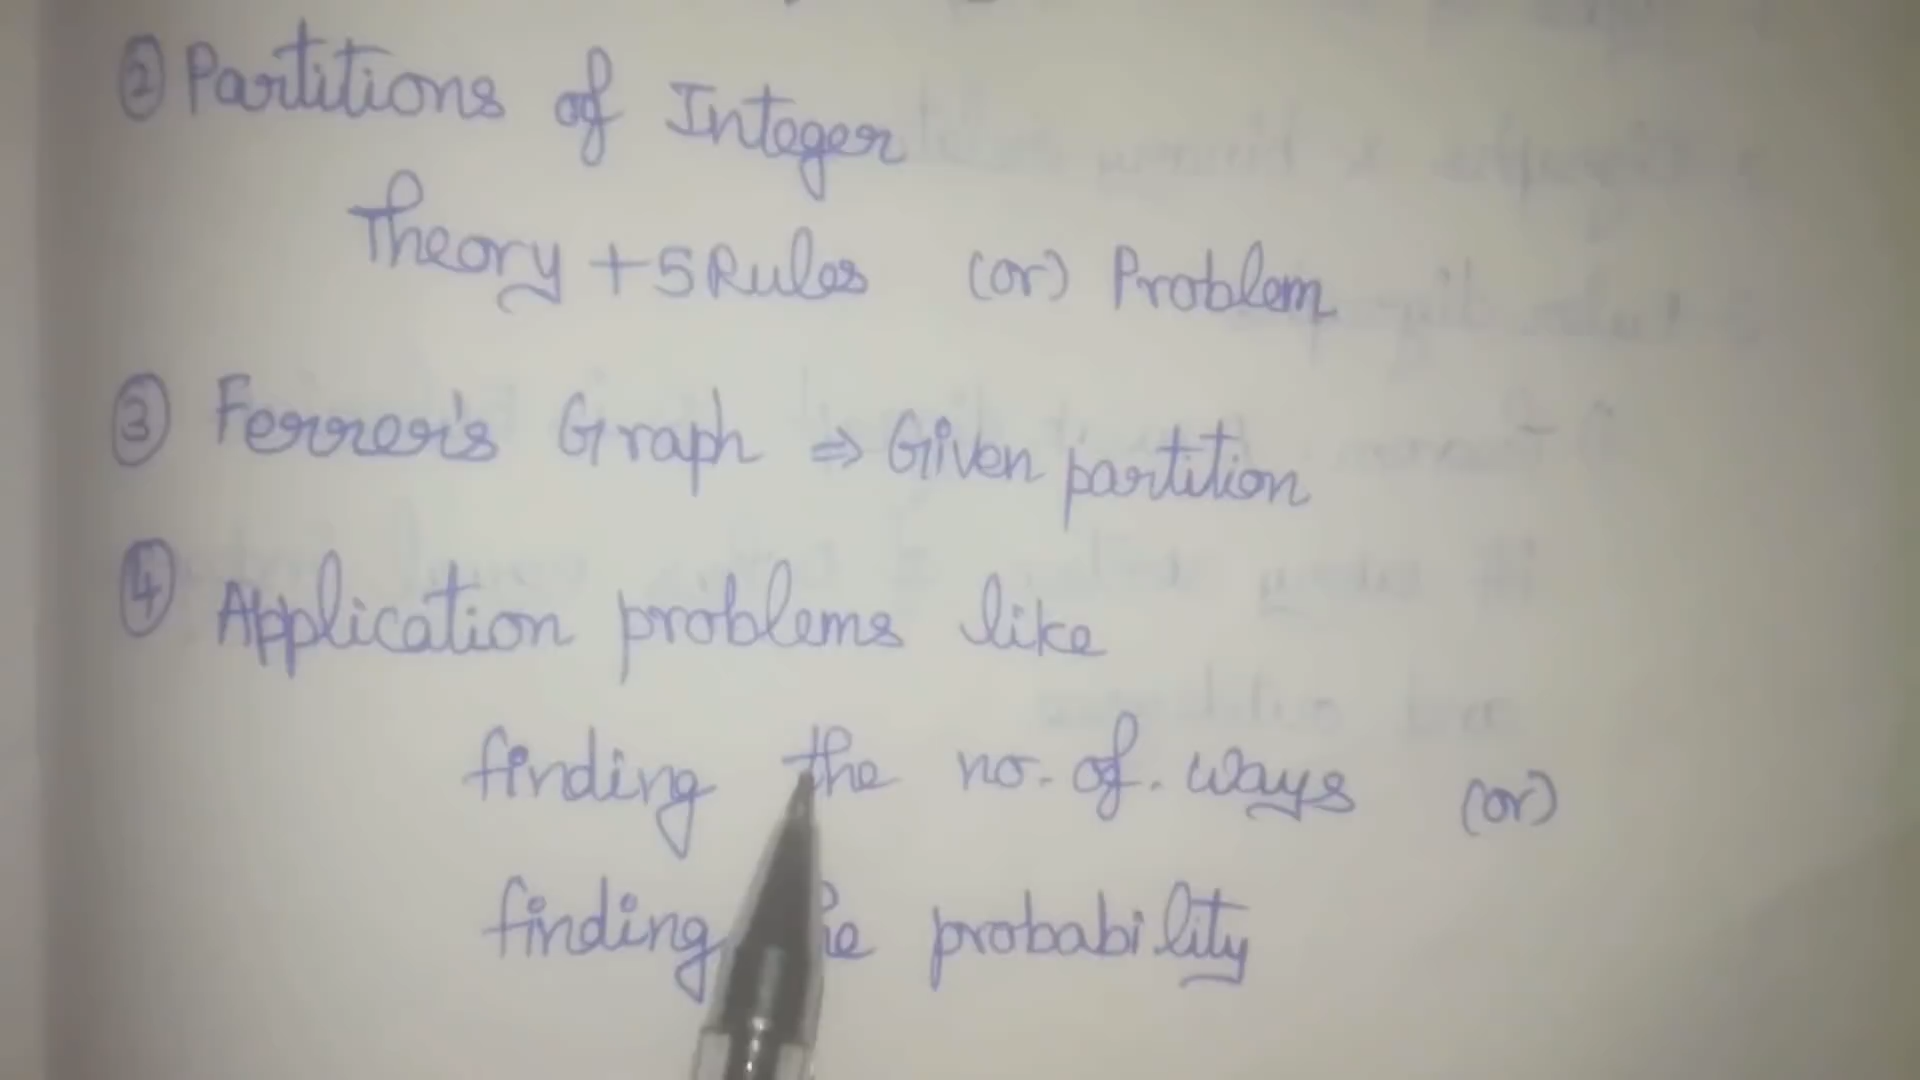 ② Partitions of Integer
Theory + 5 Rules (or) Problem
③ Ferrer's Graph ⇒ Given partition
④ Application problems like
finding the no. of. ways (or)
finding the probability